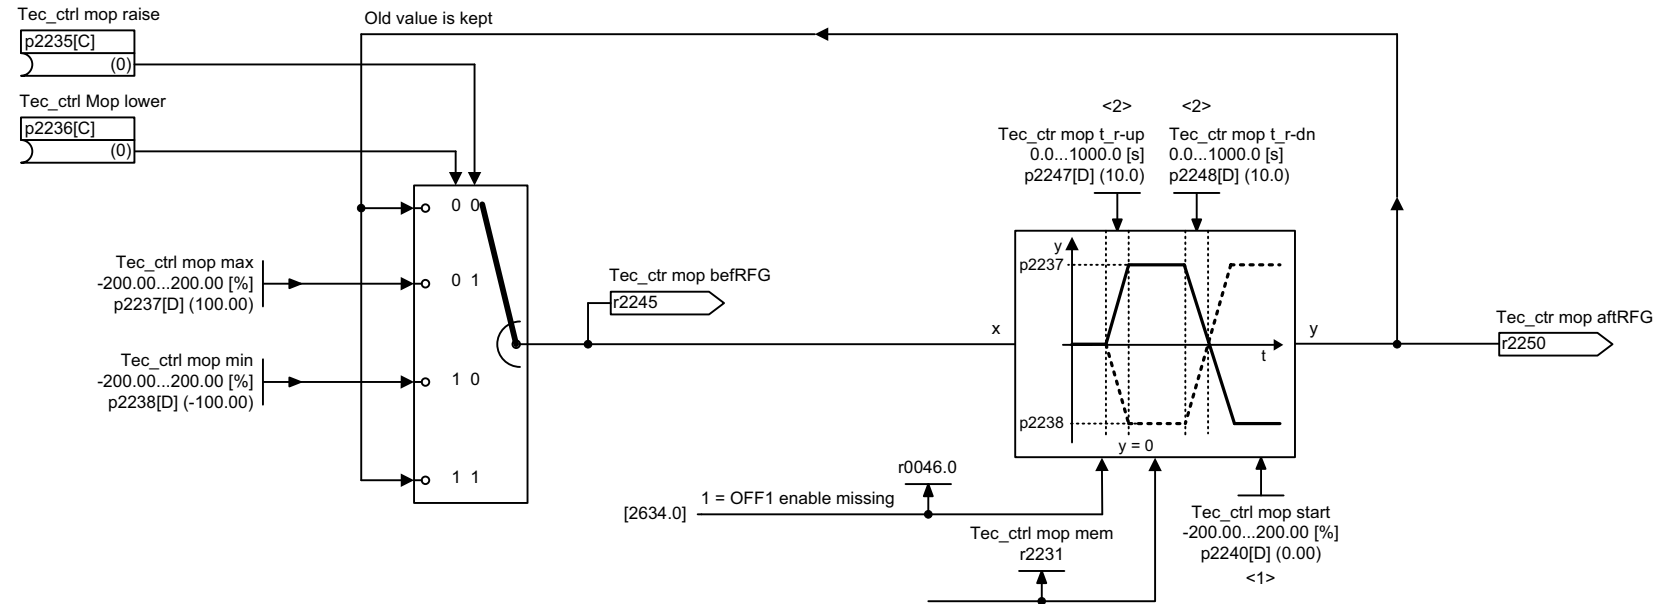 Tec_ctrl mop raise
p2235[C]
(0)
Old value is kept
Tec_ctrl Mop lower
p2236[C]
(0)
0 0
0 1
1 0
1 1
Tec_ctrl mop max
-200.00...200.00 [%]
p2237[D] (100.00)
Tec_ctrl mop min
-200.00...200.00 [%]
p2238[D] (-100.00)
Tec_ctr mop befRFG
r2245
<2>
Tec_ctr mop t_r-up
0.0...1000.0 [s]
p2247[D] (10.0)
<2>
Tec_ctr mop t_r-dn
0.0...1000.0 [s]
p2248[D] (10.0)
x
y
p2237
t
p2238
y = 0
y
Tec_ctr mop aftRFG
r2250
r0046.0
1 = OFF1 enable missing
[2634.0]
Tec_ctrl mop mem
r2231
Tec_ctrl mop start
-200.00...200.00 [%]
p2240[D] (0.00)
<1>